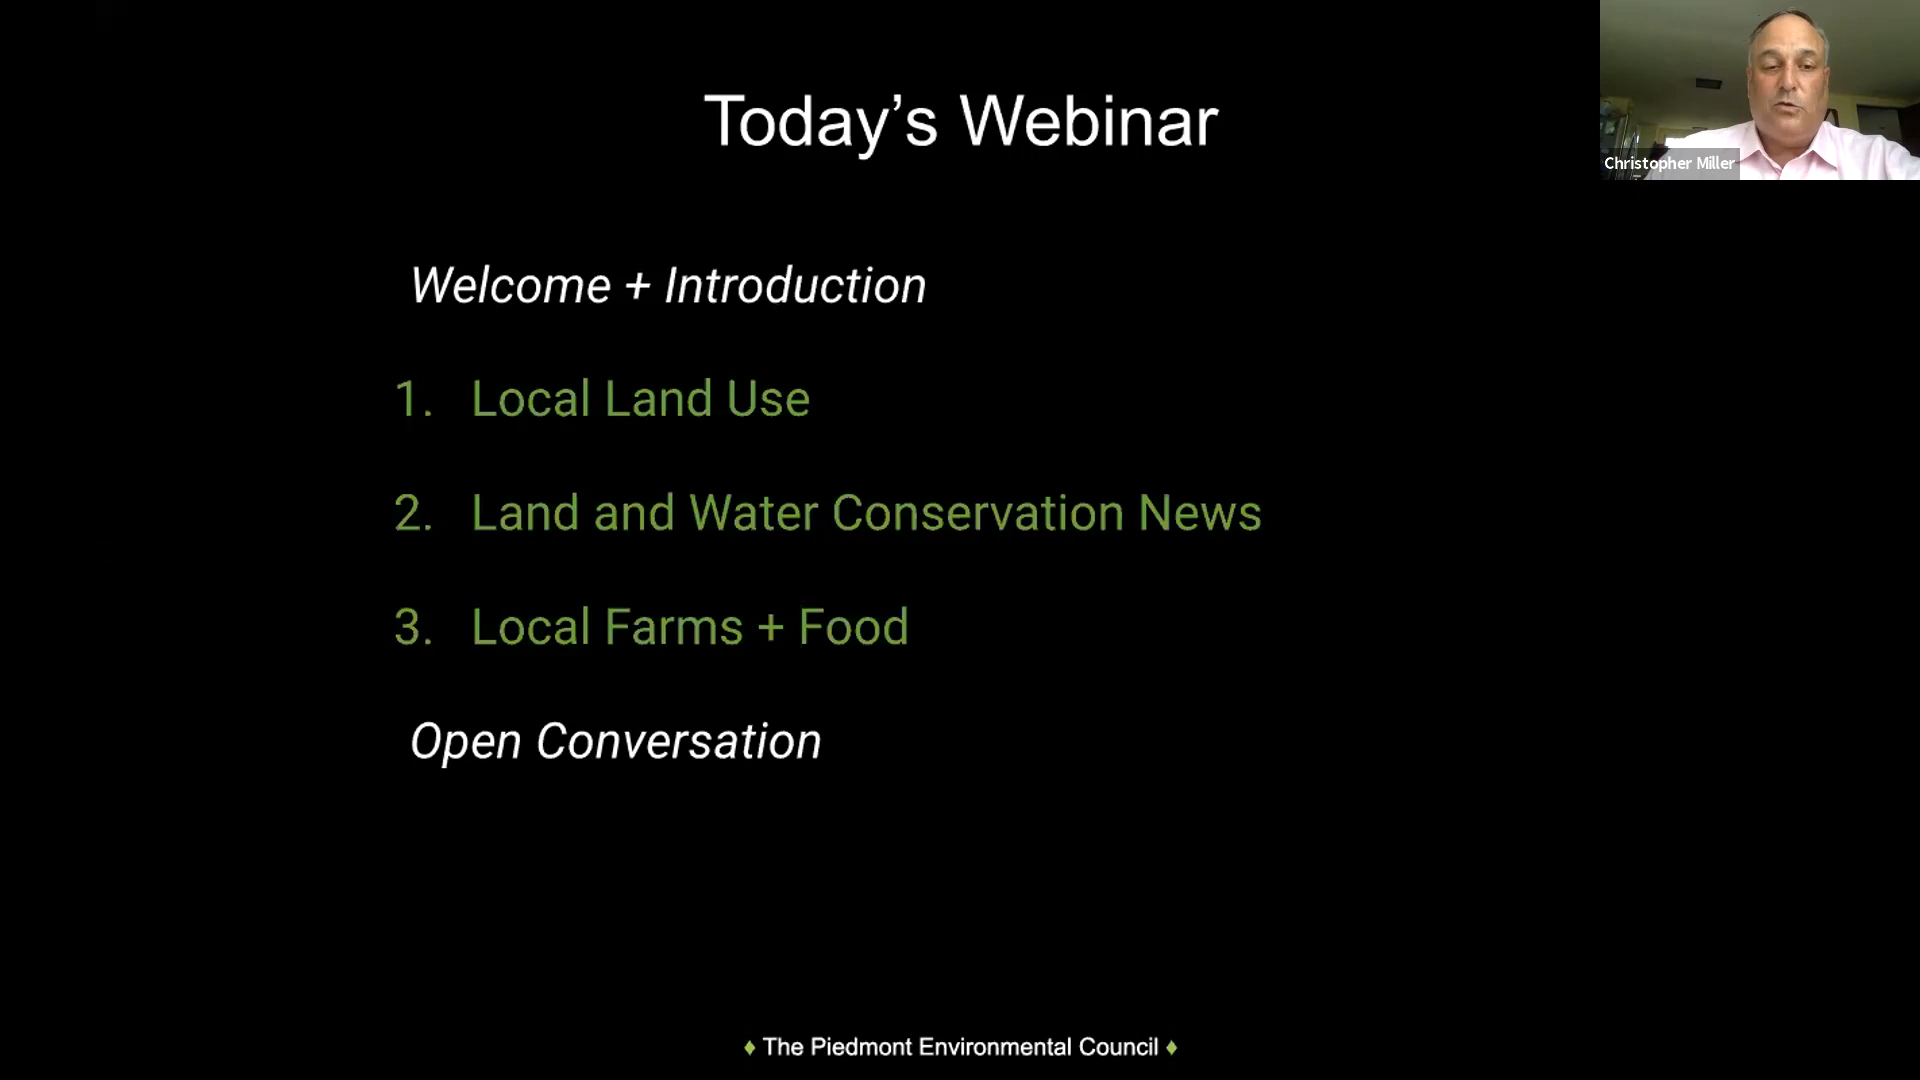 Today’s Webinar
Christopher Miller
Welcome + Introduction
1. Local Land Use
2. Land and Water Conservation News
3. Local Farms + Food
Open Conversation
♦ The Piedmont Environmental Council ♦